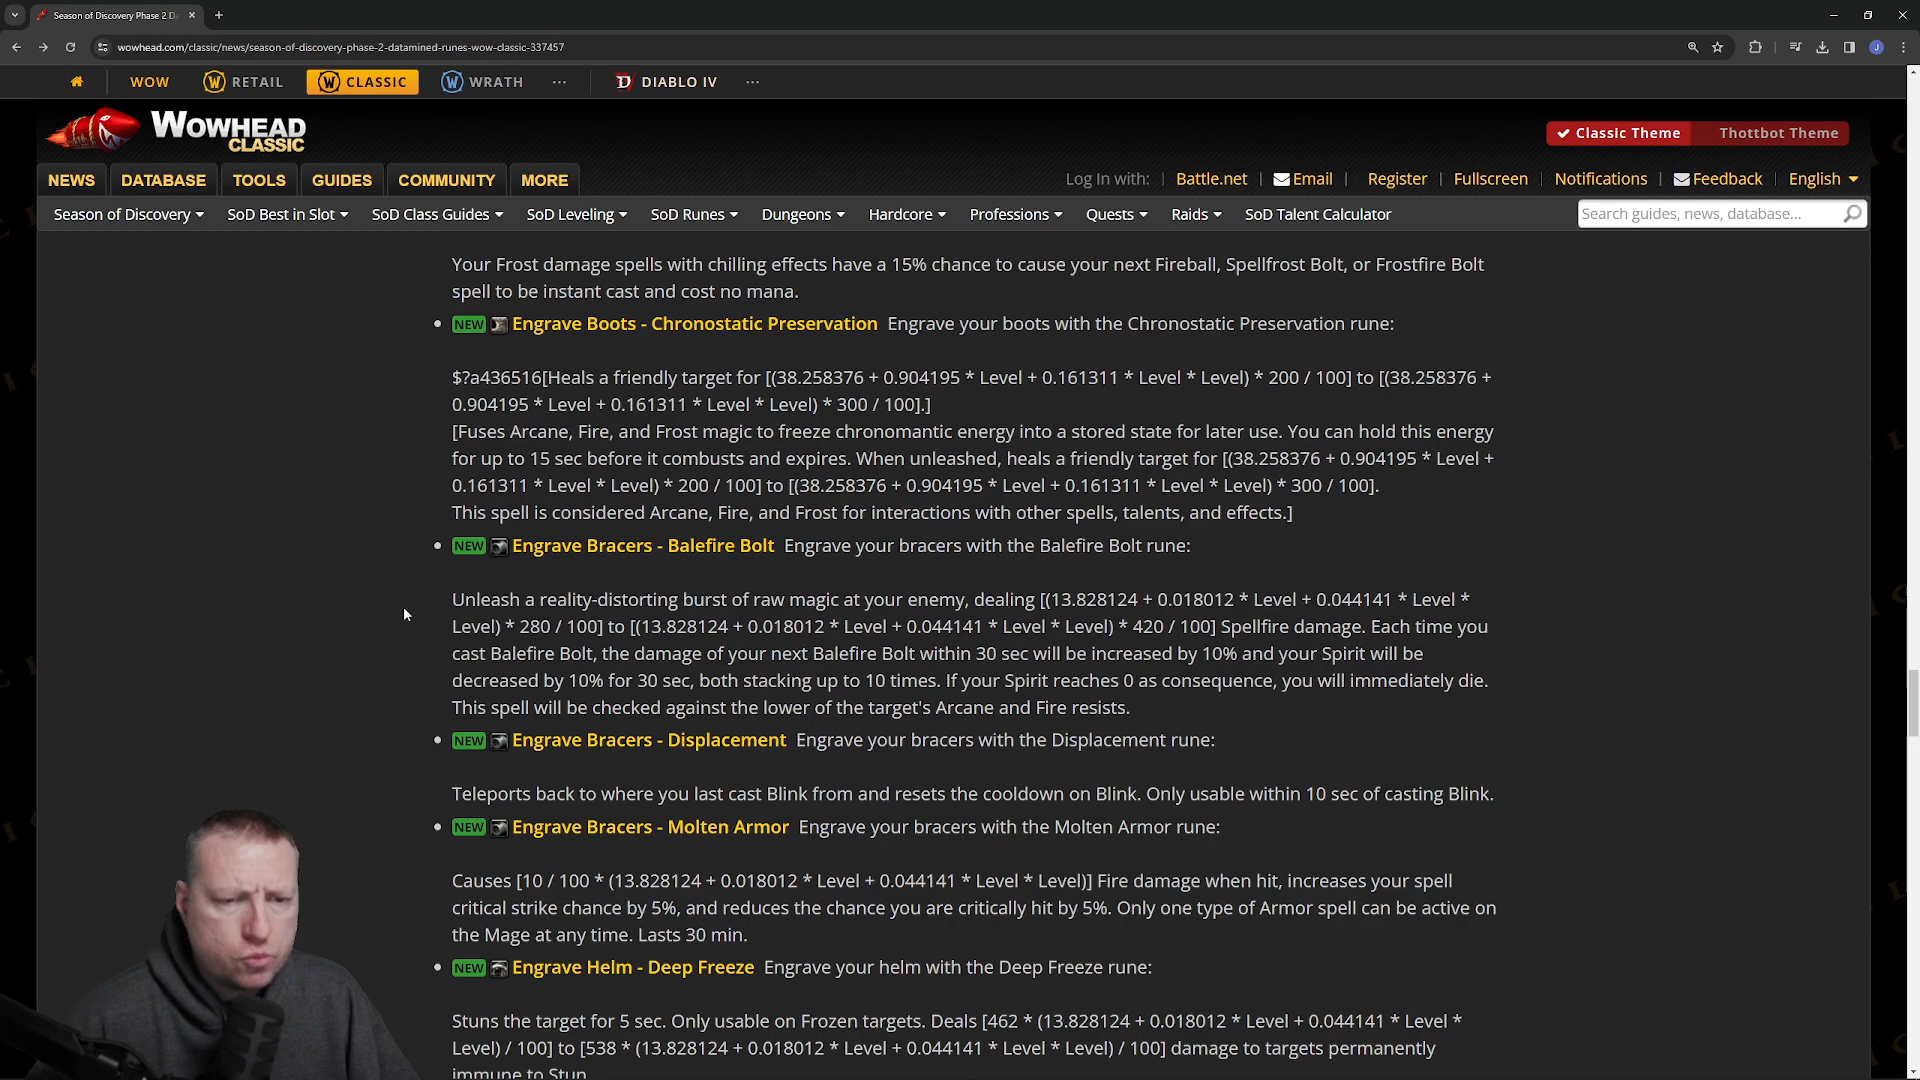 Season of Discovery Phase 2 D
wowhead.com/classic/news/season-of-discovery-phase-2-datamined-runes-wow-classic-337457
J
WOW
RETAIL
CLASSIC
WRATH
DIABLO IV
WOWHEAD
CLASSIC
Classic Theme
Thottbot Theme
NEWS
DATABASE
TOOLS
GUIDES
COMMUNITY
MORE
Log In with: | Battle.net | Email | Register | Fullscreen | Notifications | Feedback | English
Season of Discovery
SoD Best in Slot
SoD Class Guides
SoD Leveling
SoD Runes
Dungeons
Hardcore
Professions
Quests
Raids
SoD Talent Calculator
Search guides, news, database...
Your Frost damage spells with chilling effects have a 15% chance to cause your next Fireball, Spellfrost Bolt, or Frostfire Bolt
spell to be instant cast and cost no mana.
• NEW Engrave Boots - Chronostatic Preservation Engrave your boots with the Chronostatic Preservation rune:
$?a436516[Heals a friendly target for [(38.258376 + 0.904195 * Level + 0.161311 * Level * Level) * 200 / 100] to [(38.258376 +
0.904195 * Level + 0.161311 * Level * Level) * 300 / 100].]
[Fuses Arcane, Fire, and Frost magic to freeze chronomantic energy into a stored state for later use. You can hold this energy
for up to 15 sec before it combusts and expires. When unleashed, heals a friendly target for [(38.258376 + 0.904195 * Level +
0.161311 * Level * Level) * 200 / 100] to [(38.258376 + 0.904195 * Level + 0.161311 * Level * Level) * 300 / 100].
This spell is considered Arcane, Fire, and Frost for interactions with other spells, talents, and effects.]
• NEW Engrave Bracers - Balefire Bolt Engrave your bracers with the Balefire Bolt rune:
Unleash a reality-distorting burst of raw magic at your enemy, dealing [(13.828124 + 0.018012 * Level + 0.044141 * Level *
Level) * 280 / 100] to [(13.828124 + 0.018012 * Level + 0.044141 * Level * Level) * 420 / 100] Spellfire damage. Each time you
cast Balefire Bolt, the damage of your next Balefire Bolt within 30 sec will be increased by 10% and your Spirit will be
decreased by 10% for 30 sec, both stacking up to 10 times. If your Spirit reaches 0 as consequence, you will immediately die.
This spell will be checked against the lower of the target's Arcane and Fire resists.
• NEW Engrave Bracers - Displacement Engrave your bracers with the Displacement rune:
Teleports back to where you last cast Blink from and resets the cooldown on Blink. Only usable within 10 sec of casting Blink.
• NEW Engrave Bracers - Molten Armor Engrave your bracers with the Molten Armor rune:
Causes [10 / 100 * (13.828124 + 0.018012 * Level + 0.044141 * Level * Level)] Fire damage when hit, increases your spell
critical strike chance by 5%, and reduces the chance you are critically hit by 5%. Only one type of Armor spell can be active on
the Mage at any time. Lasts 30 min.
• NEW Engrave Helm - Deep Freeze Engrave your helm with the Deep Freeze rune:
Stuns the target for 5 sec. Only usable on Frozen targets. Deals [462 * (13.828124 + 0.018012 * Level + 0.044141 * Level *
Level) / 100] to [538 * (13.828124 + 0.018012 * Level + 0.044141 * Level * Level) / 100] damage to targets permanently
immune to Stun